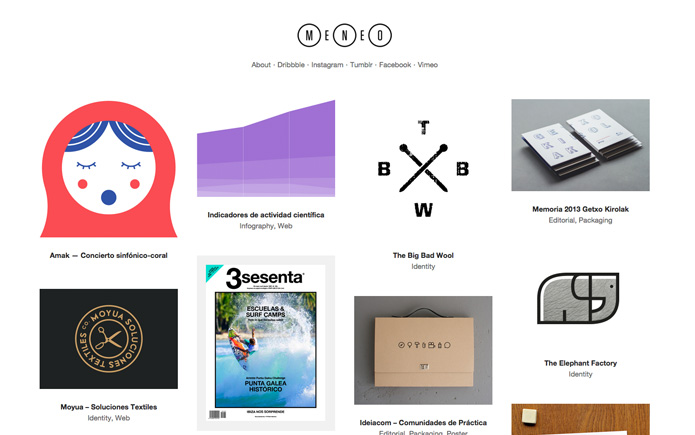 MENEO
About · Dribbble · Instagram · Tumblr · Facebook · Vimeo
Amak — Concierto sinfónico-coral
Indicadores de actividad científica
Infography, Web
T
B B
W
The Big Bad Wool
Identity
Memoria 2013 Getxo Kirolak
Editorial, Packaging
MOYUA SOLUCIONES TEXTILES Co
Moyua – Soluciones Textiles
Identity, Web
3sesenta
ESCUELAS &
SURF CAMPS
PUNTA GALEA
HISTÓRICO
Ideiacom – Comunidades de Práctica
Editorial, Packaging, Poster
The Elephant Factory
Identity